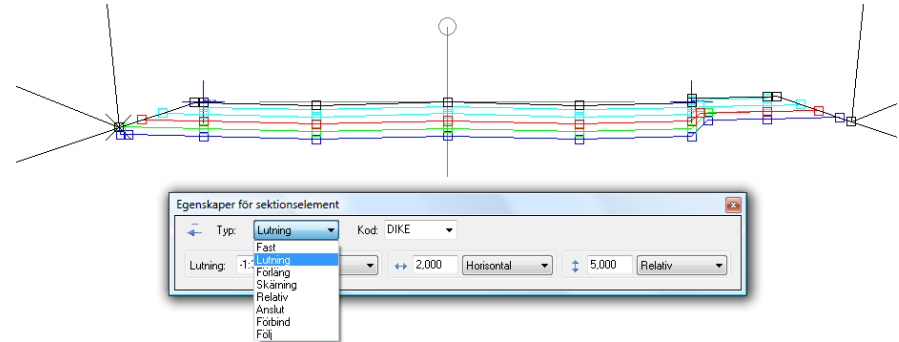 Egenskaper för sektionselement
Typ: Lutning Kod: DIKE
Lutning: 2,000 Horisontal 5,000 Relativ
Fast
Lutning
Förläng
Skärning
Relativ
Anslut
Förbind
Följ